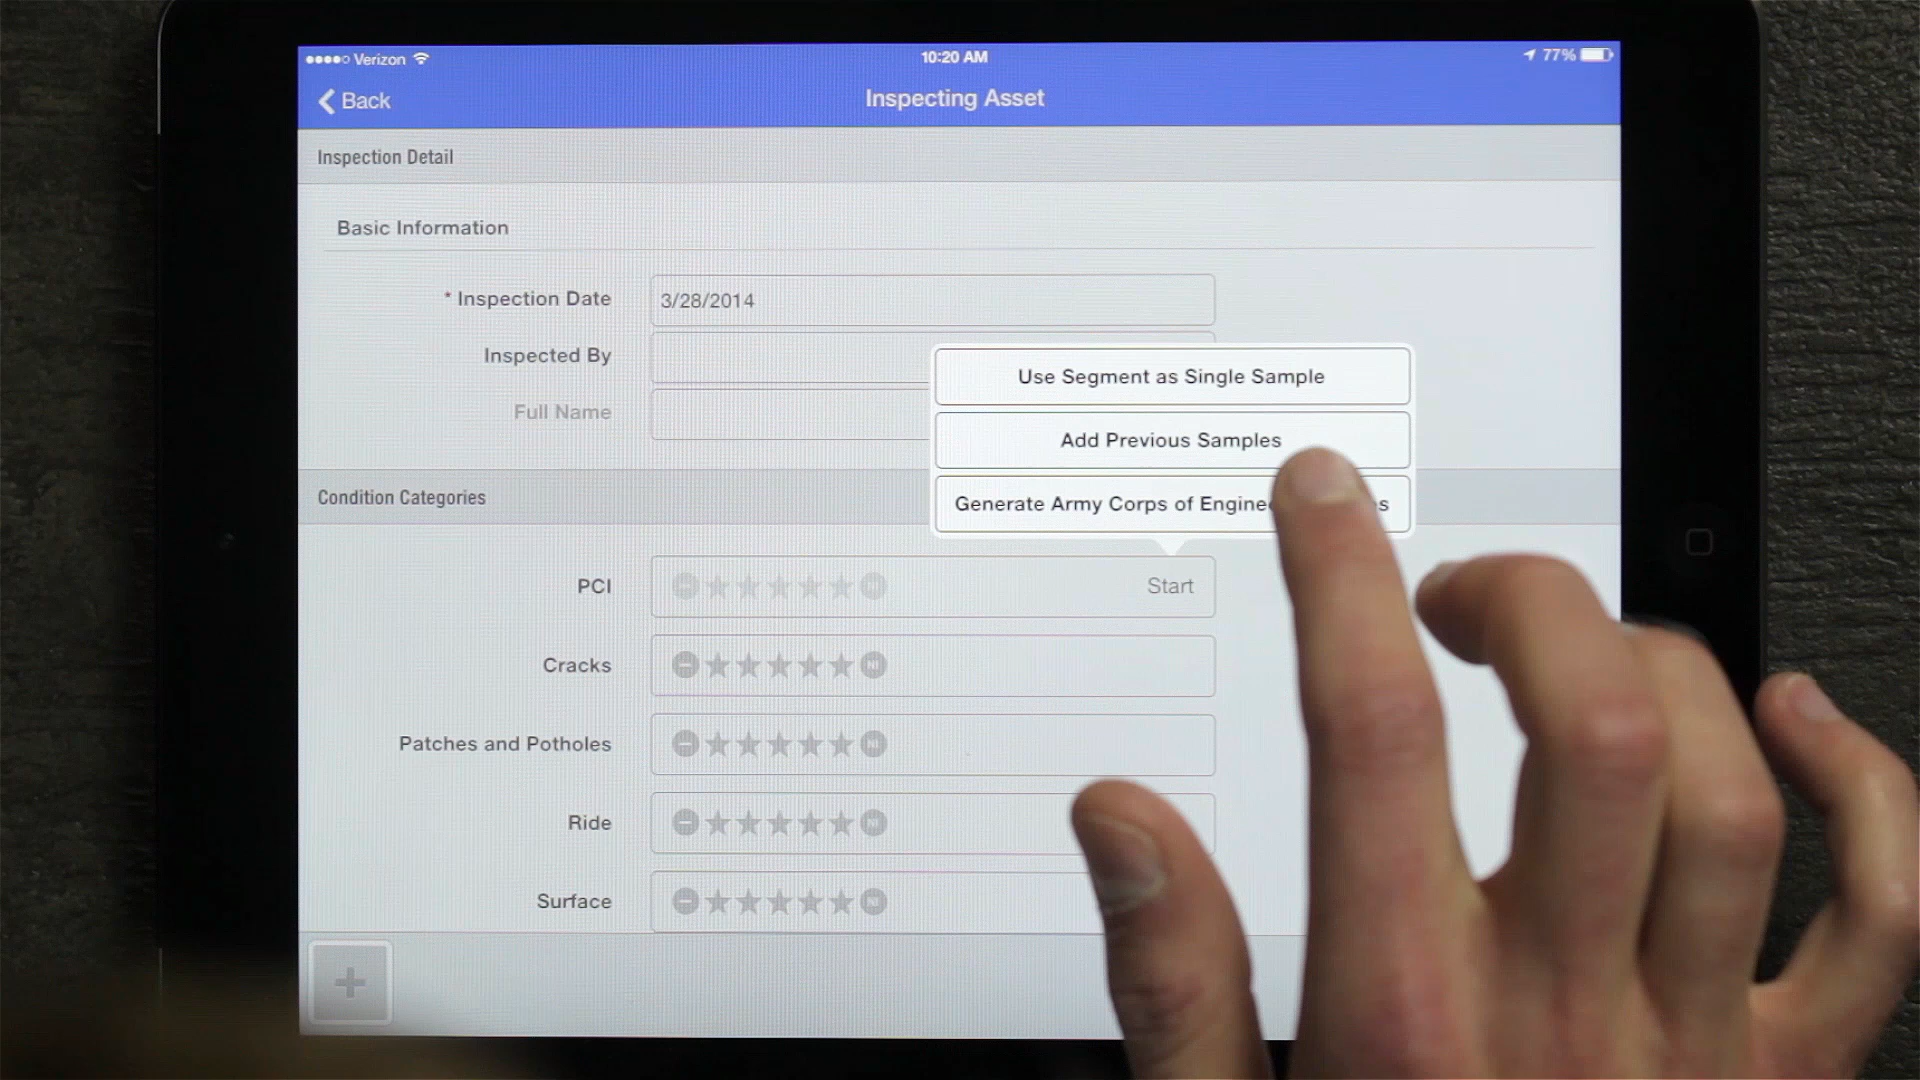 Verizon
10:20 AM
77%
Back
Inspecting Asset
Inspection Detail
Basic Information
* Inspection Date
3/28/2014
Inspected By
Full Name
Use Segment as Single Sample
Add Previous Samples
Generate Army Corps of
Condition Categories
PCI
Start
Cracks
Patches and Potholes
Ride
Surface